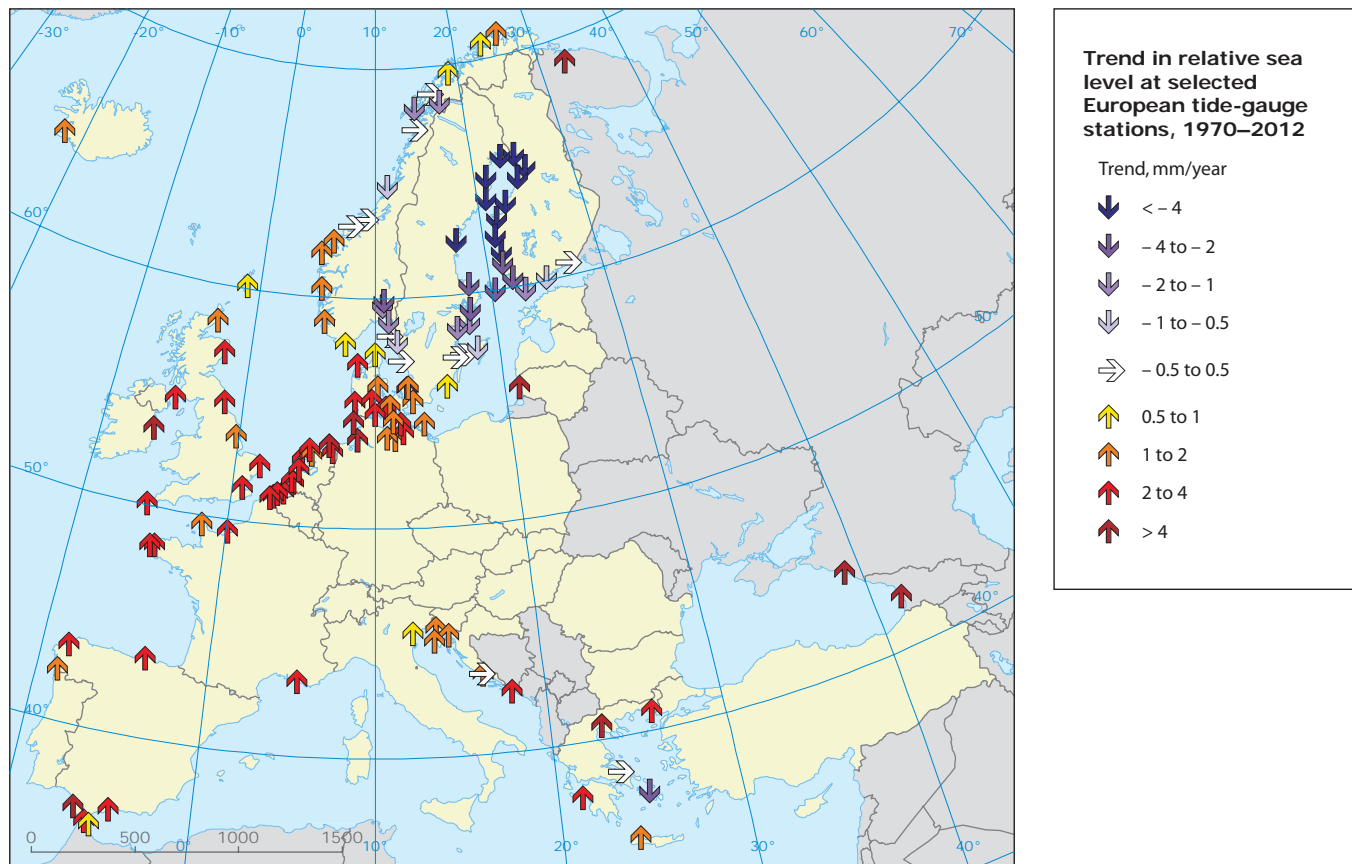 -30° -20° -10° 0° 10° 20° 30° 40° 50° 60° 70°
60°
50°
50°
40°
40°
0 500 1000 1500
0° 10° 20° 30° 40°
Trend in relative sea
level at selected
European tide-gauge
stations, 1970–2012
Trend, mm/year
< – 4
– 4 to – 2
– 2 to – 1
– 1 to – 0.5
– 0.5 to 0.5
0.5 to 1
1 to 2
2 to 4
> 4